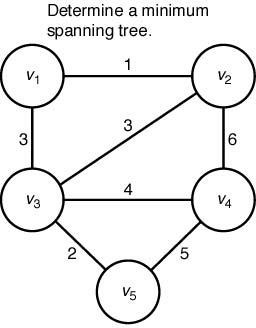 Determine a minimum
spanning tree.
v1
1
v2
3
3
6
v3
4
v4
2
5
v5